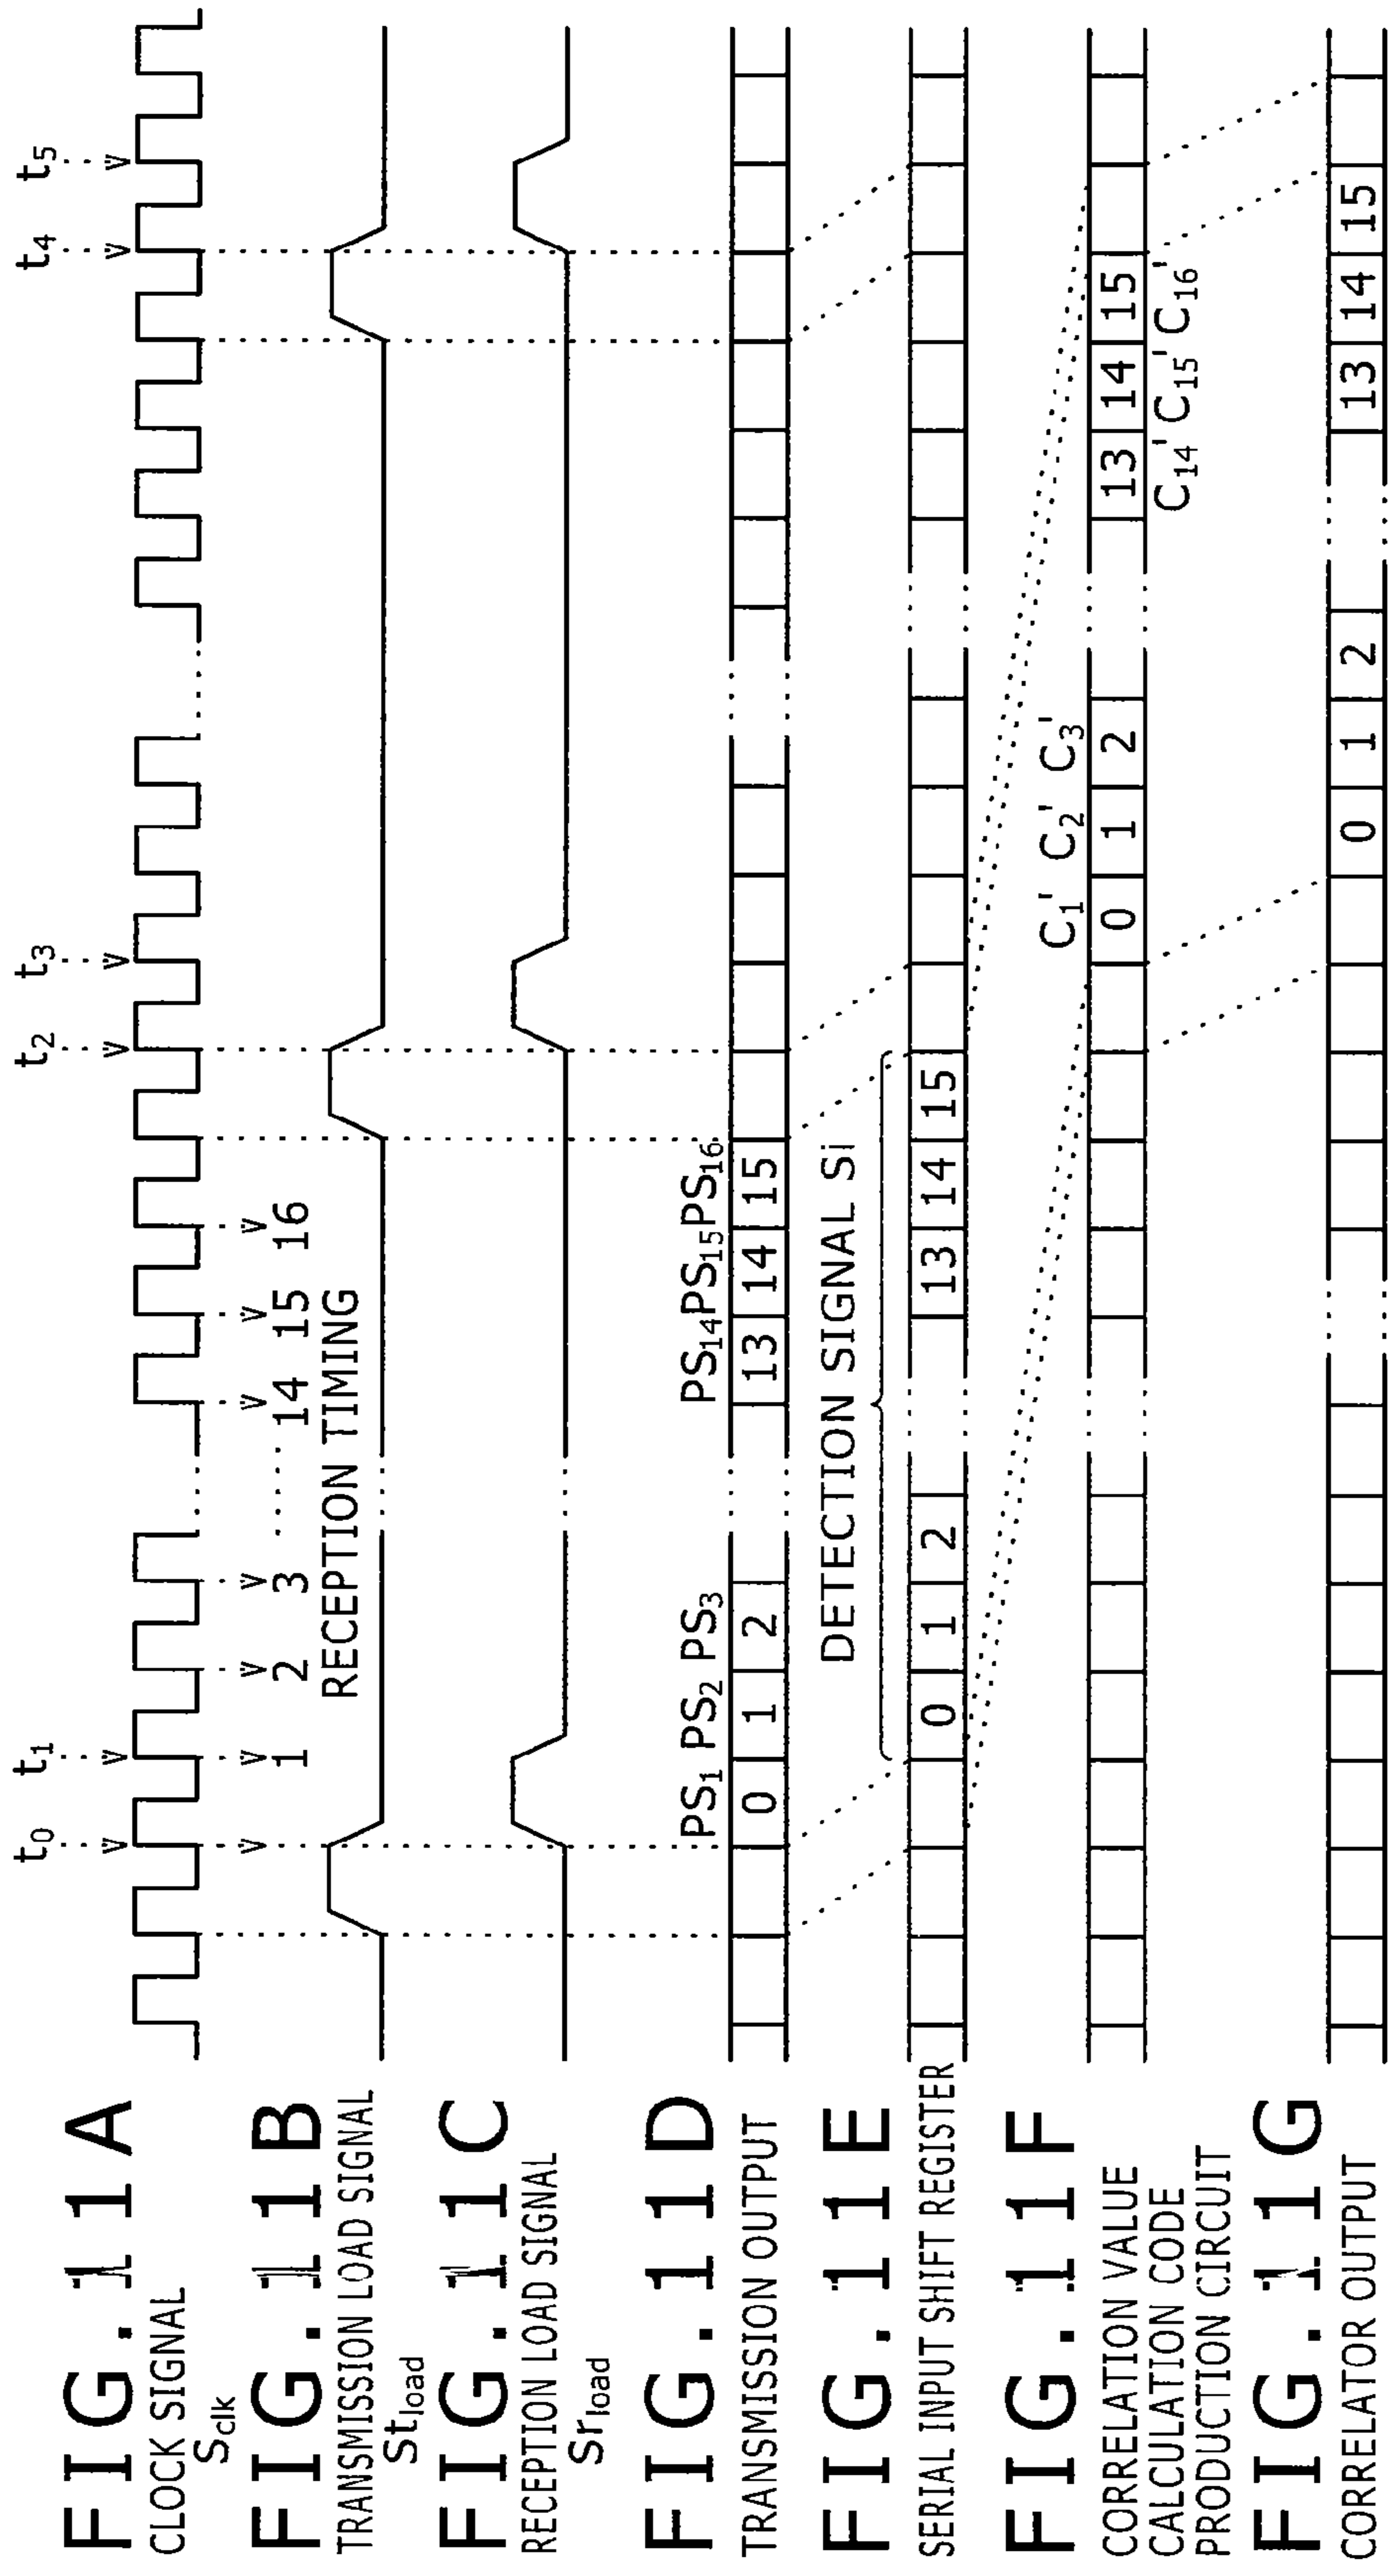 FIG. 11A
CLOCK SIGNAL
Sclk
t0 t1 t2 t3 t4 t5
FIG. 11B
TRANSMISSION LOAD SIGNAL
Stload
1 2 3 ····· 14 15 16
RECEPTION TIMING
FIG. 11C
RECEPTION LOAD SIGNAL
Srload
FIG. 11D
TRANSMISSION OUTPUT
PS1 PS2 PS3 PS14 PS15 PS16
0 1 2 13 14 15
FIG. 11E
SERIAL INPUT SHIFT REGISTER
DETECTION SIGNAL Si
0 1 2 13 14 15
FIG. 11F
CORRELATION VALUE
CALCULATION CODE
PRODUCTION CIRCUIT
C1' C2' C3'
0 1 2 13 14 15
C14' C15' C16'
FIG. 11G
CORRELATOR OUTPUT
0 1 2 13 14 15